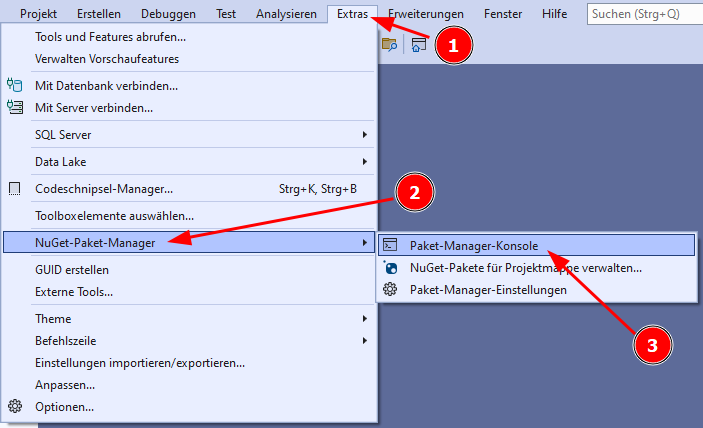 Projekt Erstellen Debuggen Test Analysieren Extras Erweiterungen Fenster Hilfe Suchen (Strg+Q)
1
Tools und Features abrufen...
Verwalten Vorschaufeatures
Mit Datenbank verbinden...
Mit Server verbinden...
SQL Server
Data Lake
Codeschnipsel-Manager... Strg+K, Strg+B
2
Toolboxelemente auswählen...
NuGet-Paket-Manager
Paket-Manager-Konsole
GUID erstellen
NuGet-Pakete für Projektmappe verwalten...
Externe Tools...
Paket-Manager-Einstellungen
Theme
Befehlszeile
3
Einstellungen importieren/exportieren...
Anpassen...
Optionen...